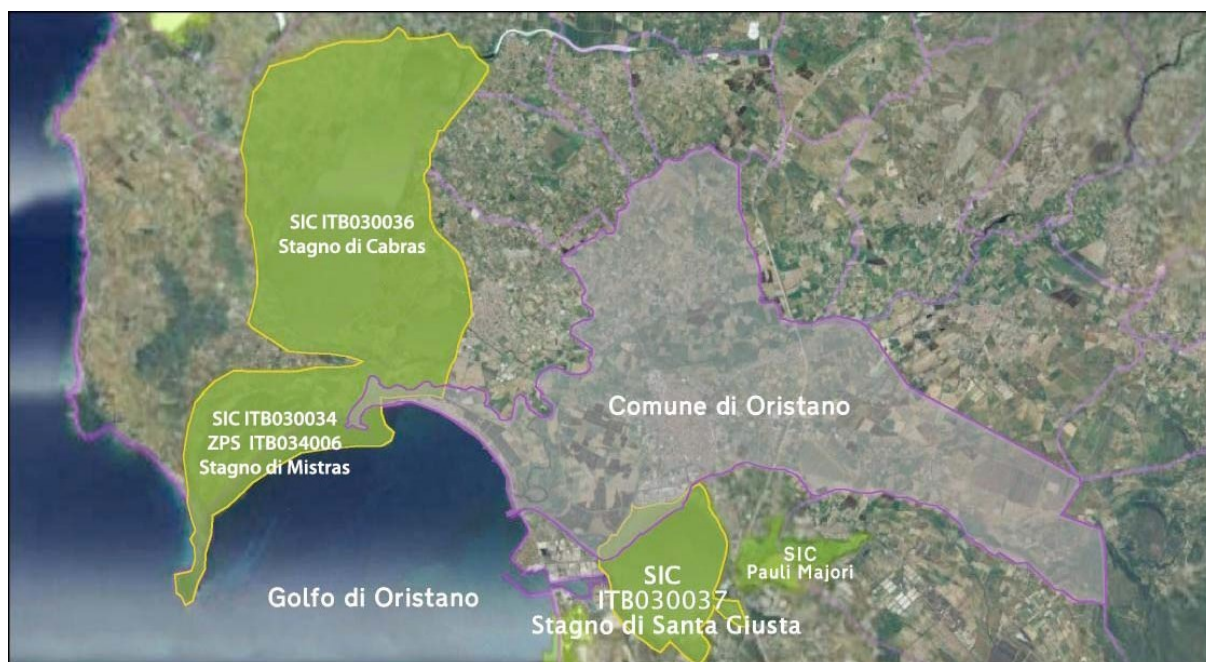 SIC ITB030036
Stagno di Cabras
SIC ITB030034
ZPS ITB034006
Stagno di Mistras
Comune di Oristano
SIC
Pauli Majori
SIC
ITB030037
Stagno di Santa Giusta
Golfo di Oristano